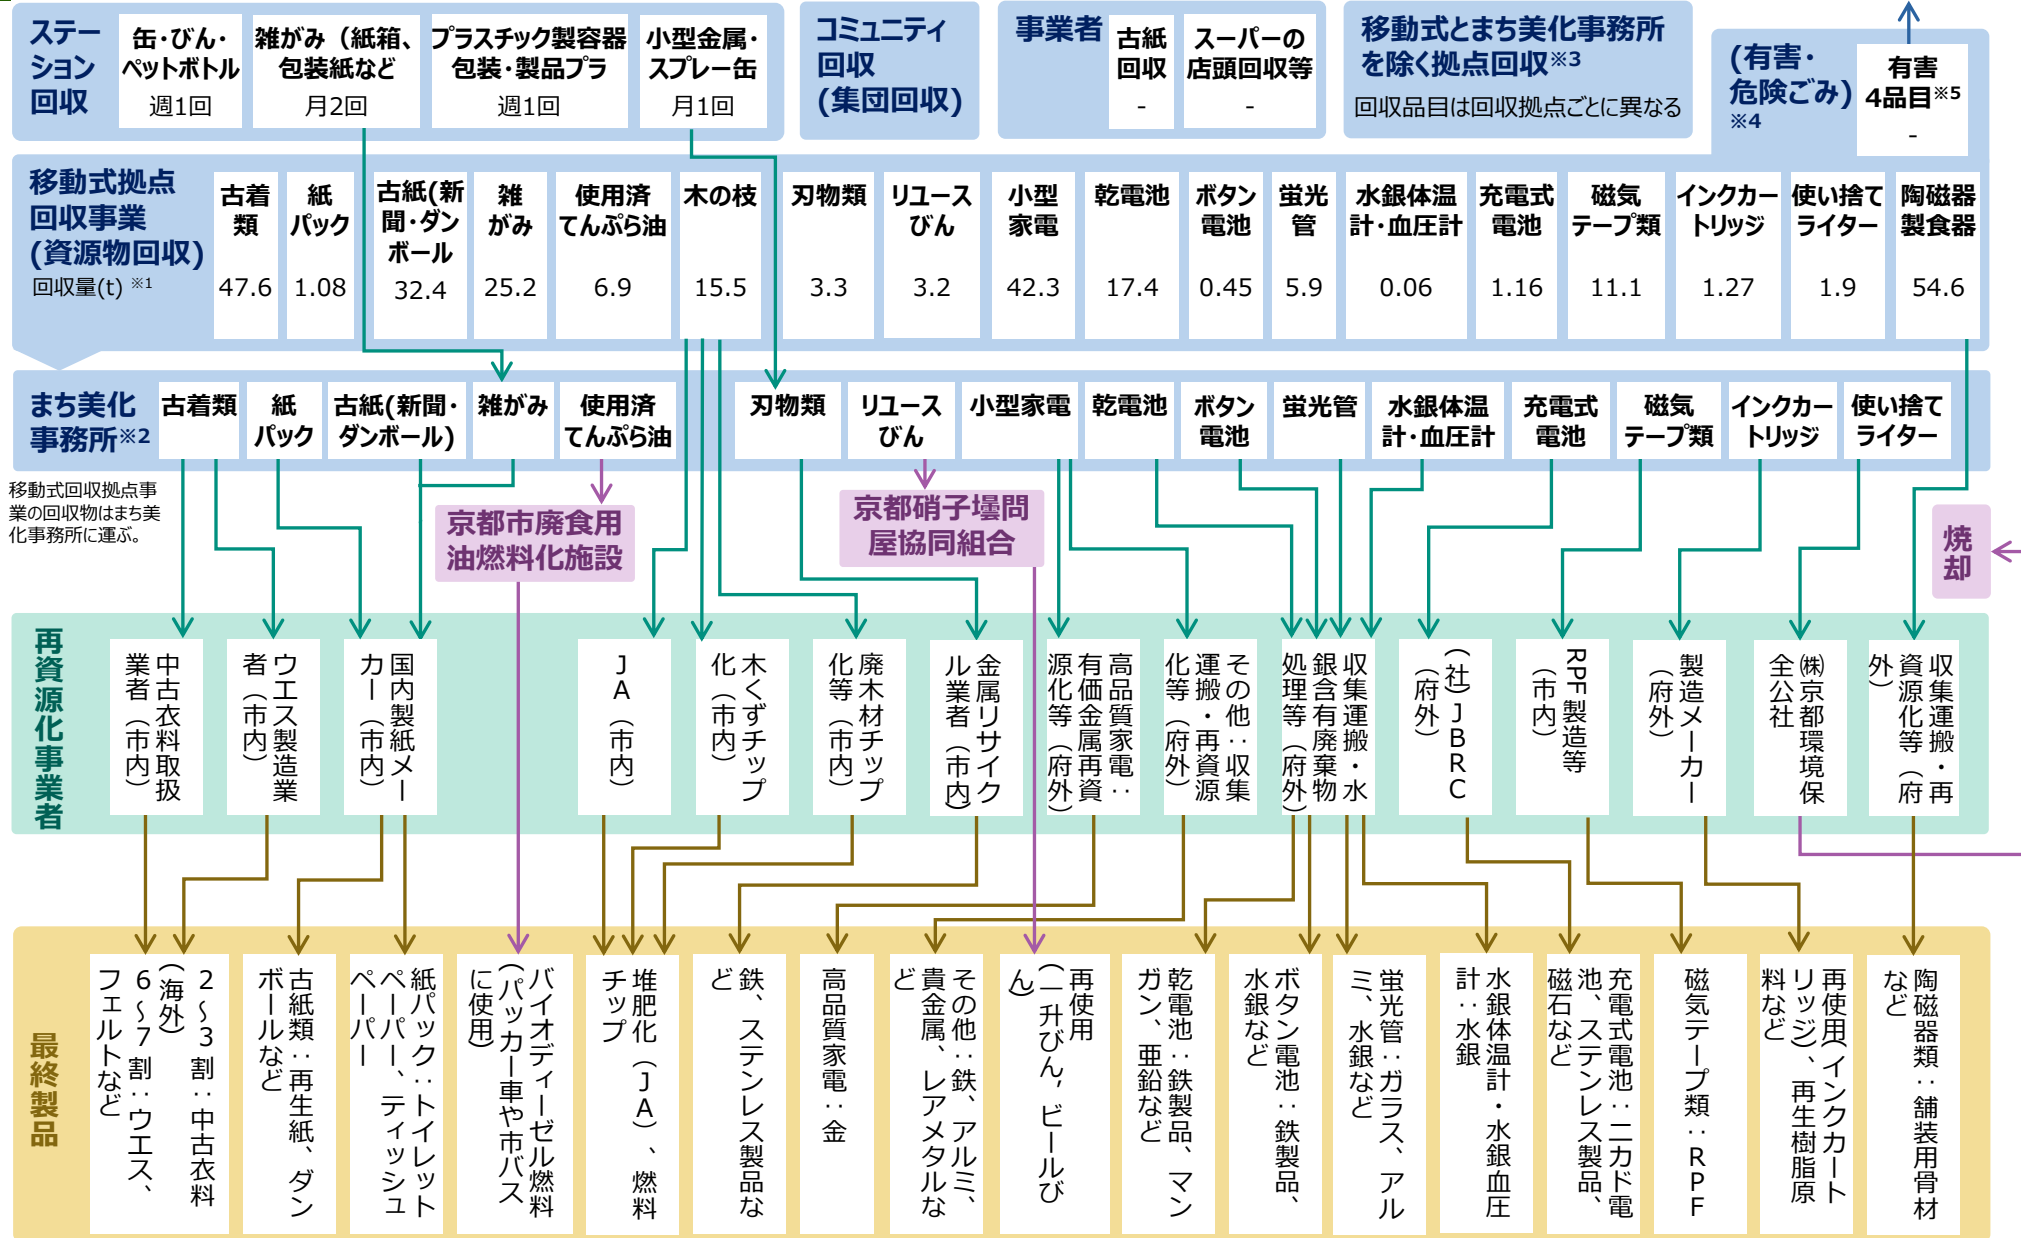 ステー
ション
回収
缶・びん・
ペットボトル
週1回
雑がみ（紙箱、
包装紙など
月2回
プラスチック製容器
包装・製品プラ
週1回
小型金属・
スプレー缶
月1回
コミュニティ
回収
(集団回収)
事業者
古紙
回収
-
スーパーの
店頭回収等
-
移動式とまち美化事務所
を除く拠点回収※3
回収品目は回収拠点ごとに異なる
(有害・
危険ごみ)
※4
有害
4品目※5
-
移動式拠点
回収事業
(資源物回収)
回収量(t) ※1
古着
類
47.6
紙
パック
1.08
古紙(新
聞・ダン
ボール
32.4
雑
がみ
25.2
使用済
てんぷら油
6.9
木の枝
15.5
刃物類
3.3
リユース
びん
3.2
小型
家電
42.3
乾電池
17.4
ボタン
電池
0.45
蛍光
管
5.9
水銀体温
計・血圧計
0.06
充電式
電池
1.16
磁気
テープ類
11.1
インクカー
トリッジ
1.27
使い捨て
ライター
1.9
陶磁器
製食器
54.6
まち美化
事務所※2
古着類
紙
パック
古紙(新聞・
ダンボール)
雑がみ
使用済
てんぷら油
刃物類
リユース
びん
小型家電
乾電池
ボタン
電池
蛍光管
水銀体温
計・血圧計
充電式
電池
磁気
テープ類
インクカー
トリッジ
使い捨て
ライター
移動式回収拠点事
業の回収物はまち美
化事務所に運ぶ。
京都市廃食用
油燃料化施設
京都硝子壜問
屋協同組合
焼
却
再資源化事業者
中古衣料取扱
業者（市内）
ウエス製造業
者（市内）
国内製紙メー
カー（市内）
JA（市内）
木くずチップ
化（市内）
廃木材チップ
化等（市内）
金属リサイク
ル業者（市内）
高品質家電：
有価金属再資
源化等（府外）
その他：収集
運搬・再資源
化等（府外）
収集運搬・水
銀含有廃棄物
処理等（府外）
（社）JBRC
（府外）
RPF製造等
（市内）
製造メーカー
（府外）
㈱京都環境保
全公社
収集運搬・再
資源化等（府
外）
最終製品
２～３割：中古衣料
（海外）
６～７割：ウエス、
フェルトなど
古紙類：再生紙、ダン
ボールなど
紙パック：トイレット
ペーパー、ティッシュ
ペーパー
バイオディーゼル燃料
（パッカー車や市バス
に使用）
堆肥化（JA）、燃料
チップ
鉄、ステンレス製品な
ど
高品質家電：金
その他：鉄、アルミ、
貴金属、レアメタルな
ど
再使用
（一升びん，ビールび
ん）
乾電池：鉄製品、マン
ガン、亜鉛など
ボタン電池：鉄製品、
水銀など
蛍光管：ガラス、アル
ミ、水銀など
水銀体温計・水銀血圧
計：水銀
充電式電池：ニカド電
池、ステンレス製品、
磁石など
磁気テープ類：RPF
再使用（インクカート
リッジ）、再生樹脂原
料など
陶磁器類：舗装用骨材
など